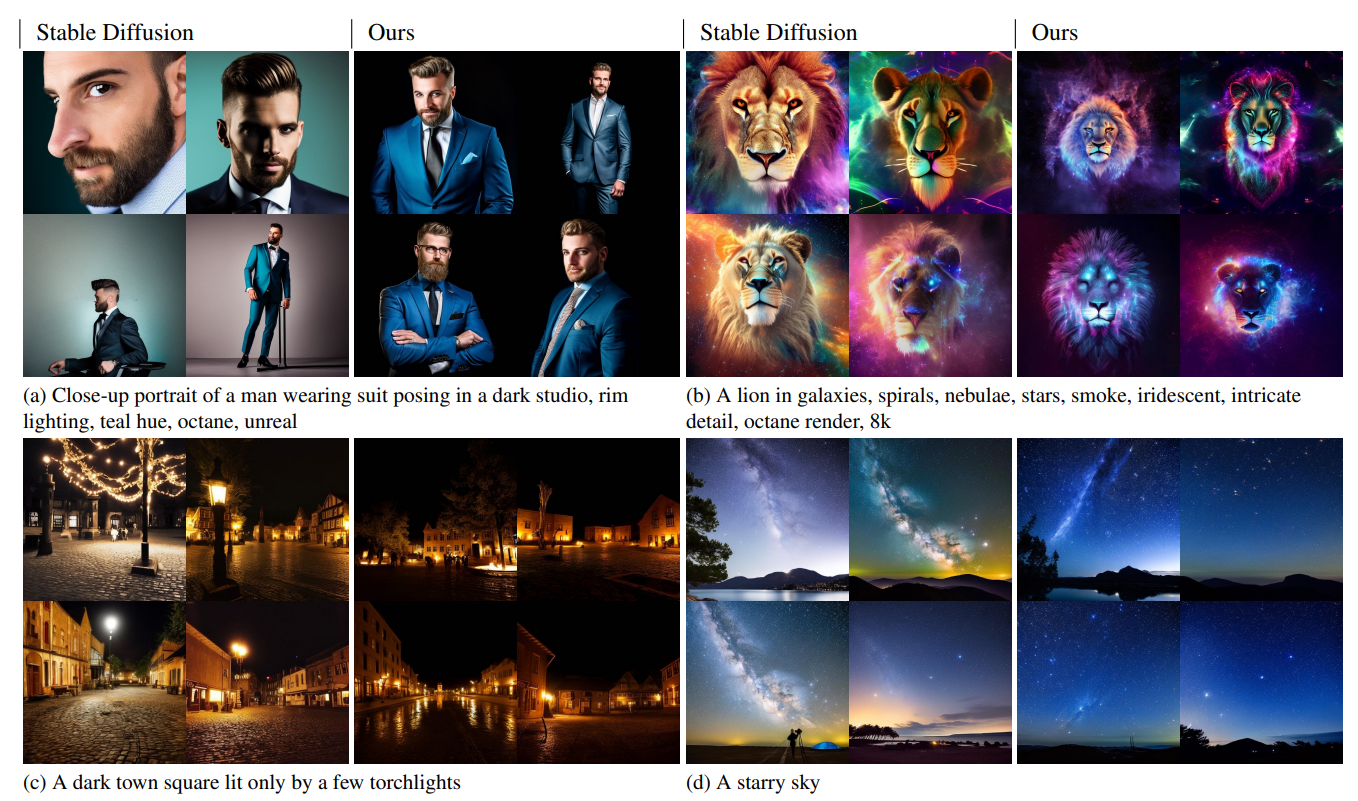 Stable Diffusion
Ours
Stable Diffusion
Ours
(a) Close-up portrait of a man wearing suit posing in a dark studio, rim
lighting, teal hue, octane, unreal
(b) A lion in galaxies, spirals, nebulae, stars, smoke, iridescent, intricate
detail, octane render, 8k
(c) A dark town square lit only by a few torchlights
(d) A starry sky